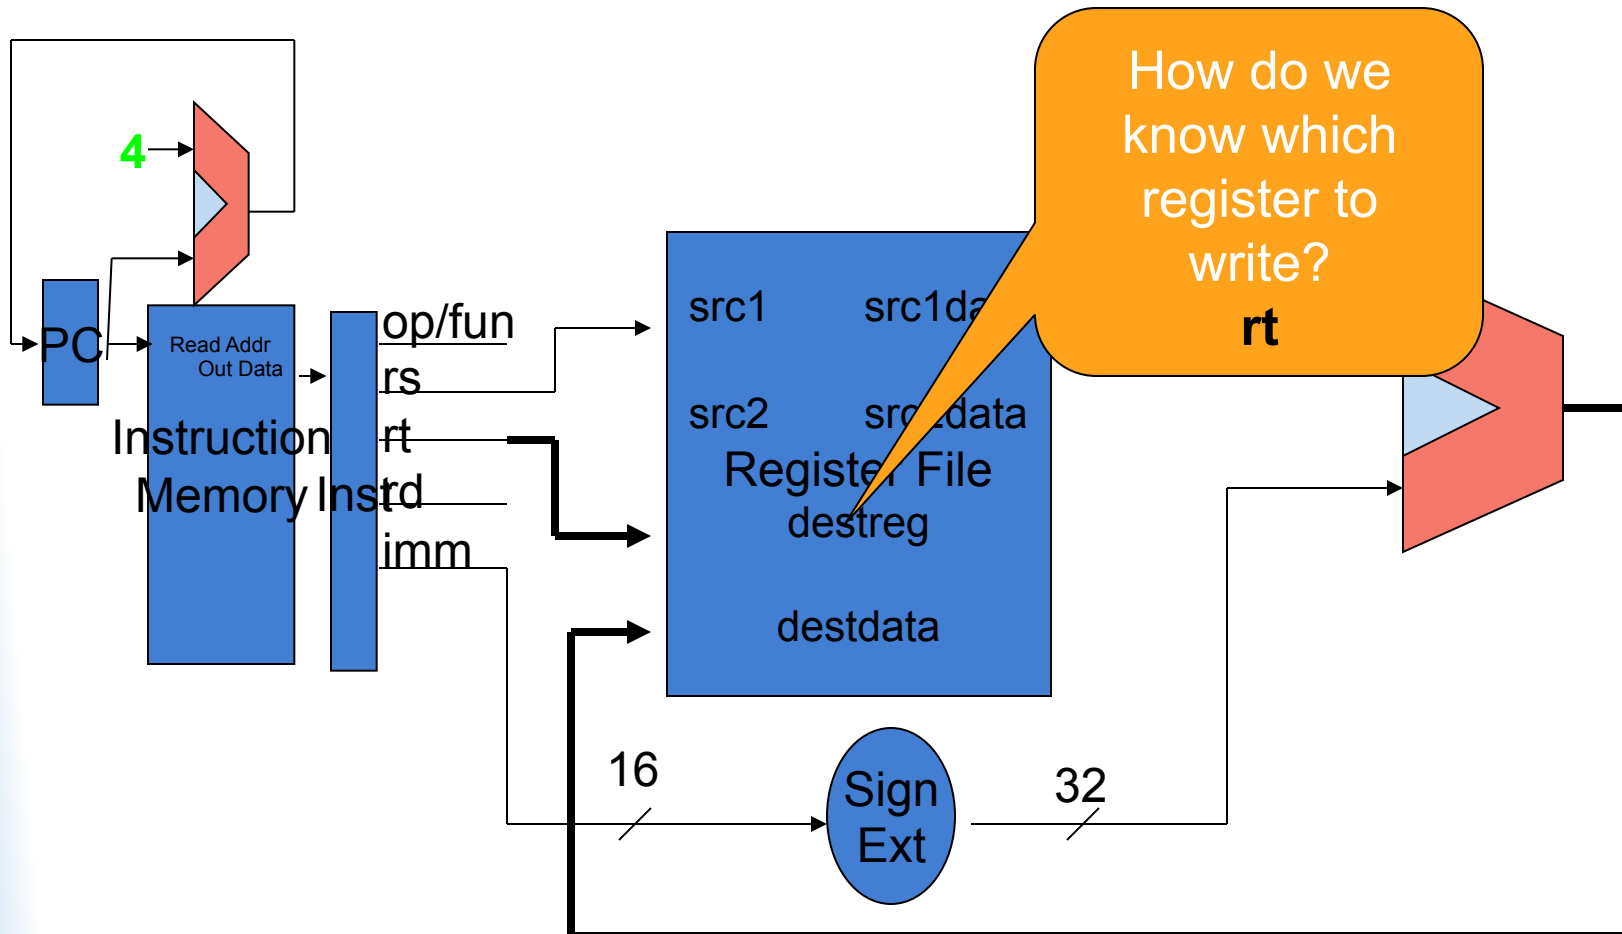 How do we
know which
register to
write?
rt
4
PC
Read Addr
Out Data
Instruction
Memory
Inst
op/fun
rs
rt
rd
imm
src1
src2
Register File
destreg
destdata
16
Sign
Ext
32